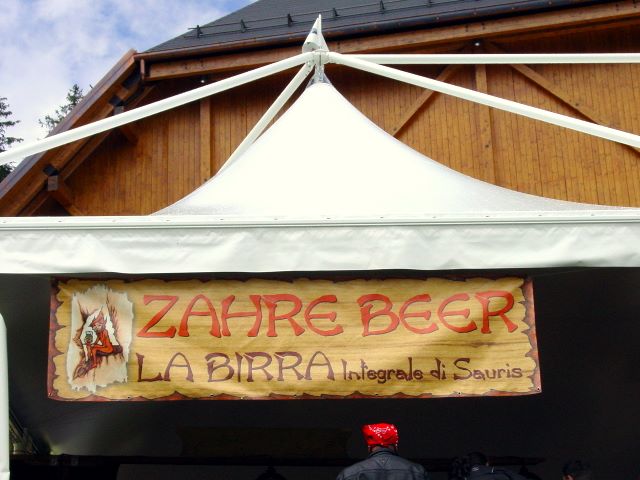 ZAHRE BEER
LA BIRRA Integrale di Sauris